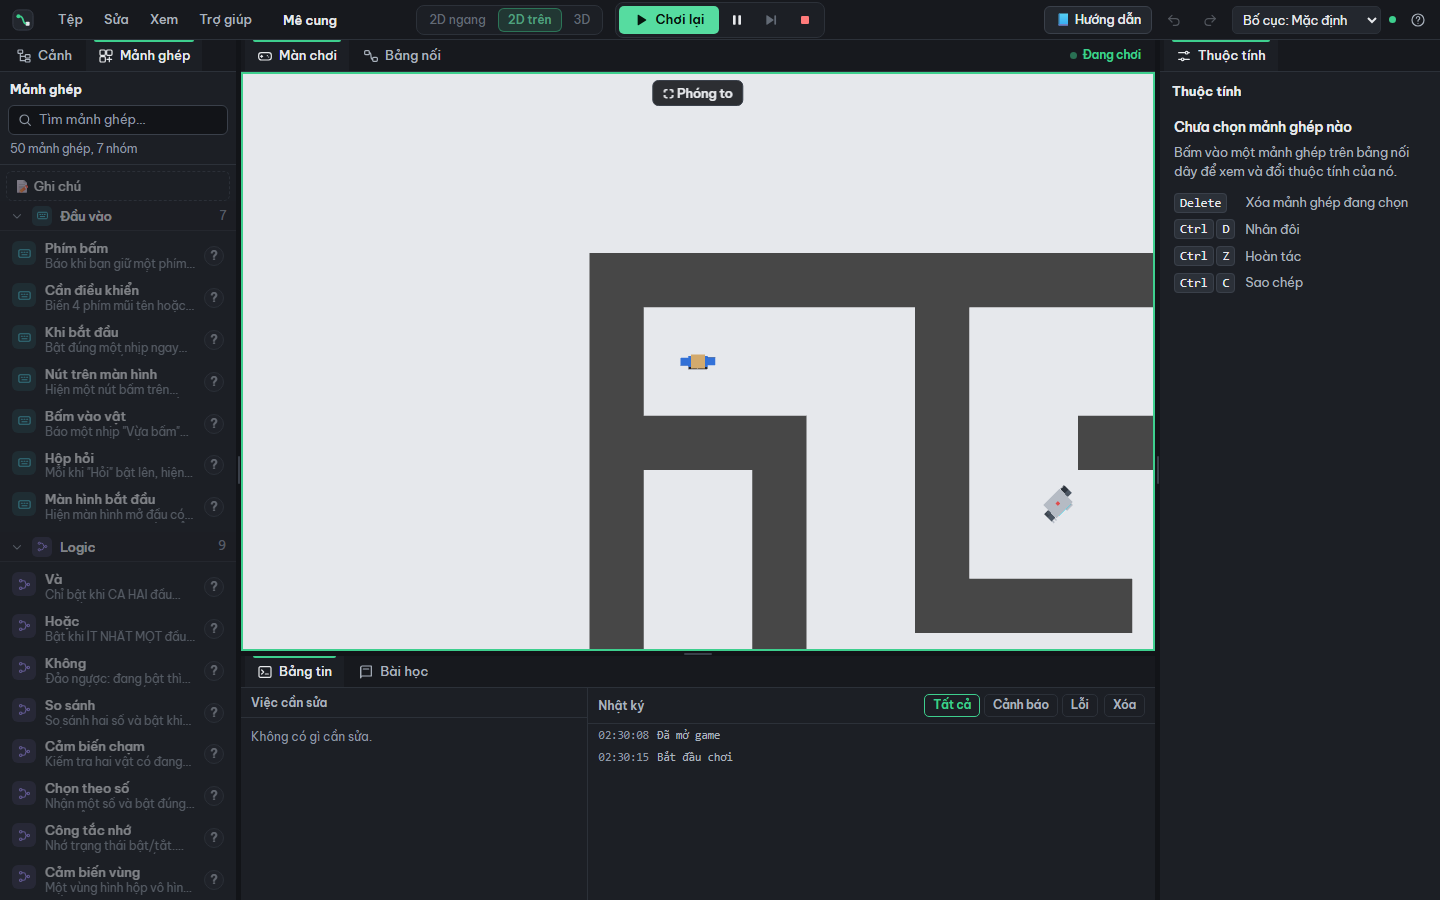 Tệp Sửa Xem Trợ giúp Mê cung 2D ngang 2D trên 3D Chơi lại Hướng dẫn Bố cục: Mặc định
Cảnh Mảnh ghép Màn chơi Bảng nối Đang chơi Thuộc tính
Mảnh ghép
Tìm mảnh ghép...
50 mảnh ghép, 7 nhóm
Ghi chú
Đầu vào 7
Phím bấm
Báo khi bạn giữ một phím...
?
Cần điều khiển
Biến 4 phím mũi tên hoặc...
?
Khi bắt đầu
Bật đúng một nhịp ngay...
?
Nút trên màn hình
Hiện một nút bấm trên...
?
Bấm vào vật
Báo một nhịp "Vừa bấm"...
?
Hộp hỏi
Mỗi khi "Hỏi" bật lên, hiện...
?
Màn hình bắt đầu
Hiện màn hình mở đầu có...
?
Logic 9
Và
Chỉ bật khi CẢ HAI đầu...
?
Hoặc
Bật khi ÍT NHẤT MỘT đầu...
?
Không
Đảo ngược: đang bật thì...
?
So sánh
So sánh hai số và bật khi...
?
Cảm biến chạm
Kiểm tra hai vật có đang...
?
Chọn theo số
Nhận một số và bật đúng...
?
Công tắc nhớ
Nhớ trạng thái bật/tắt....
?
Cảm biến vùng
Một vùng hình hộp vô hìn...
?
Phóng to
Bảng tin Bài học
Việc cần sửa
Không có gì cần sửa.
Nhật ký Tất cả Cảnh báo Lỗi Xóa
02:30:08 Đã mở game
02:30:15 Bắt đầu chơi
Thuộc tính
Chưa chọn mảnh ghép nào
Bấm vào một mảnh ghép trên bảng nối
dây để xem và đổi thuộc tính của nó.
Delete Xóa mảnh ghép đang chọn
Ctrl D Nhân đôi
Ctrl Z Hoàn tác
Ctrl C Sao chép